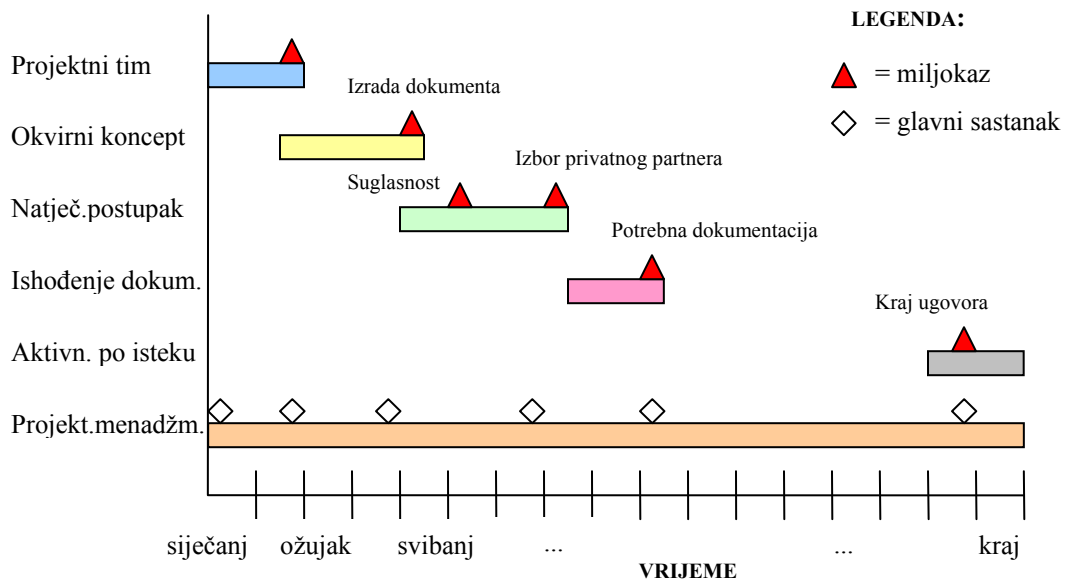 LEGENDA:
Projektni tim
= miljokaz
Izrada dokumenta
= glavni sastanak
Okvirni koncept
Izbor privatnog partnera
Suglasnost
Natječ.postupak
Potrebna dokumentacija
Ishođenje dokum.
Kraj ugovora
Aktivn. po isteku
Projekt.menadžm.
siječanj ožujak svibanj ... ... kraj
VRIJEME